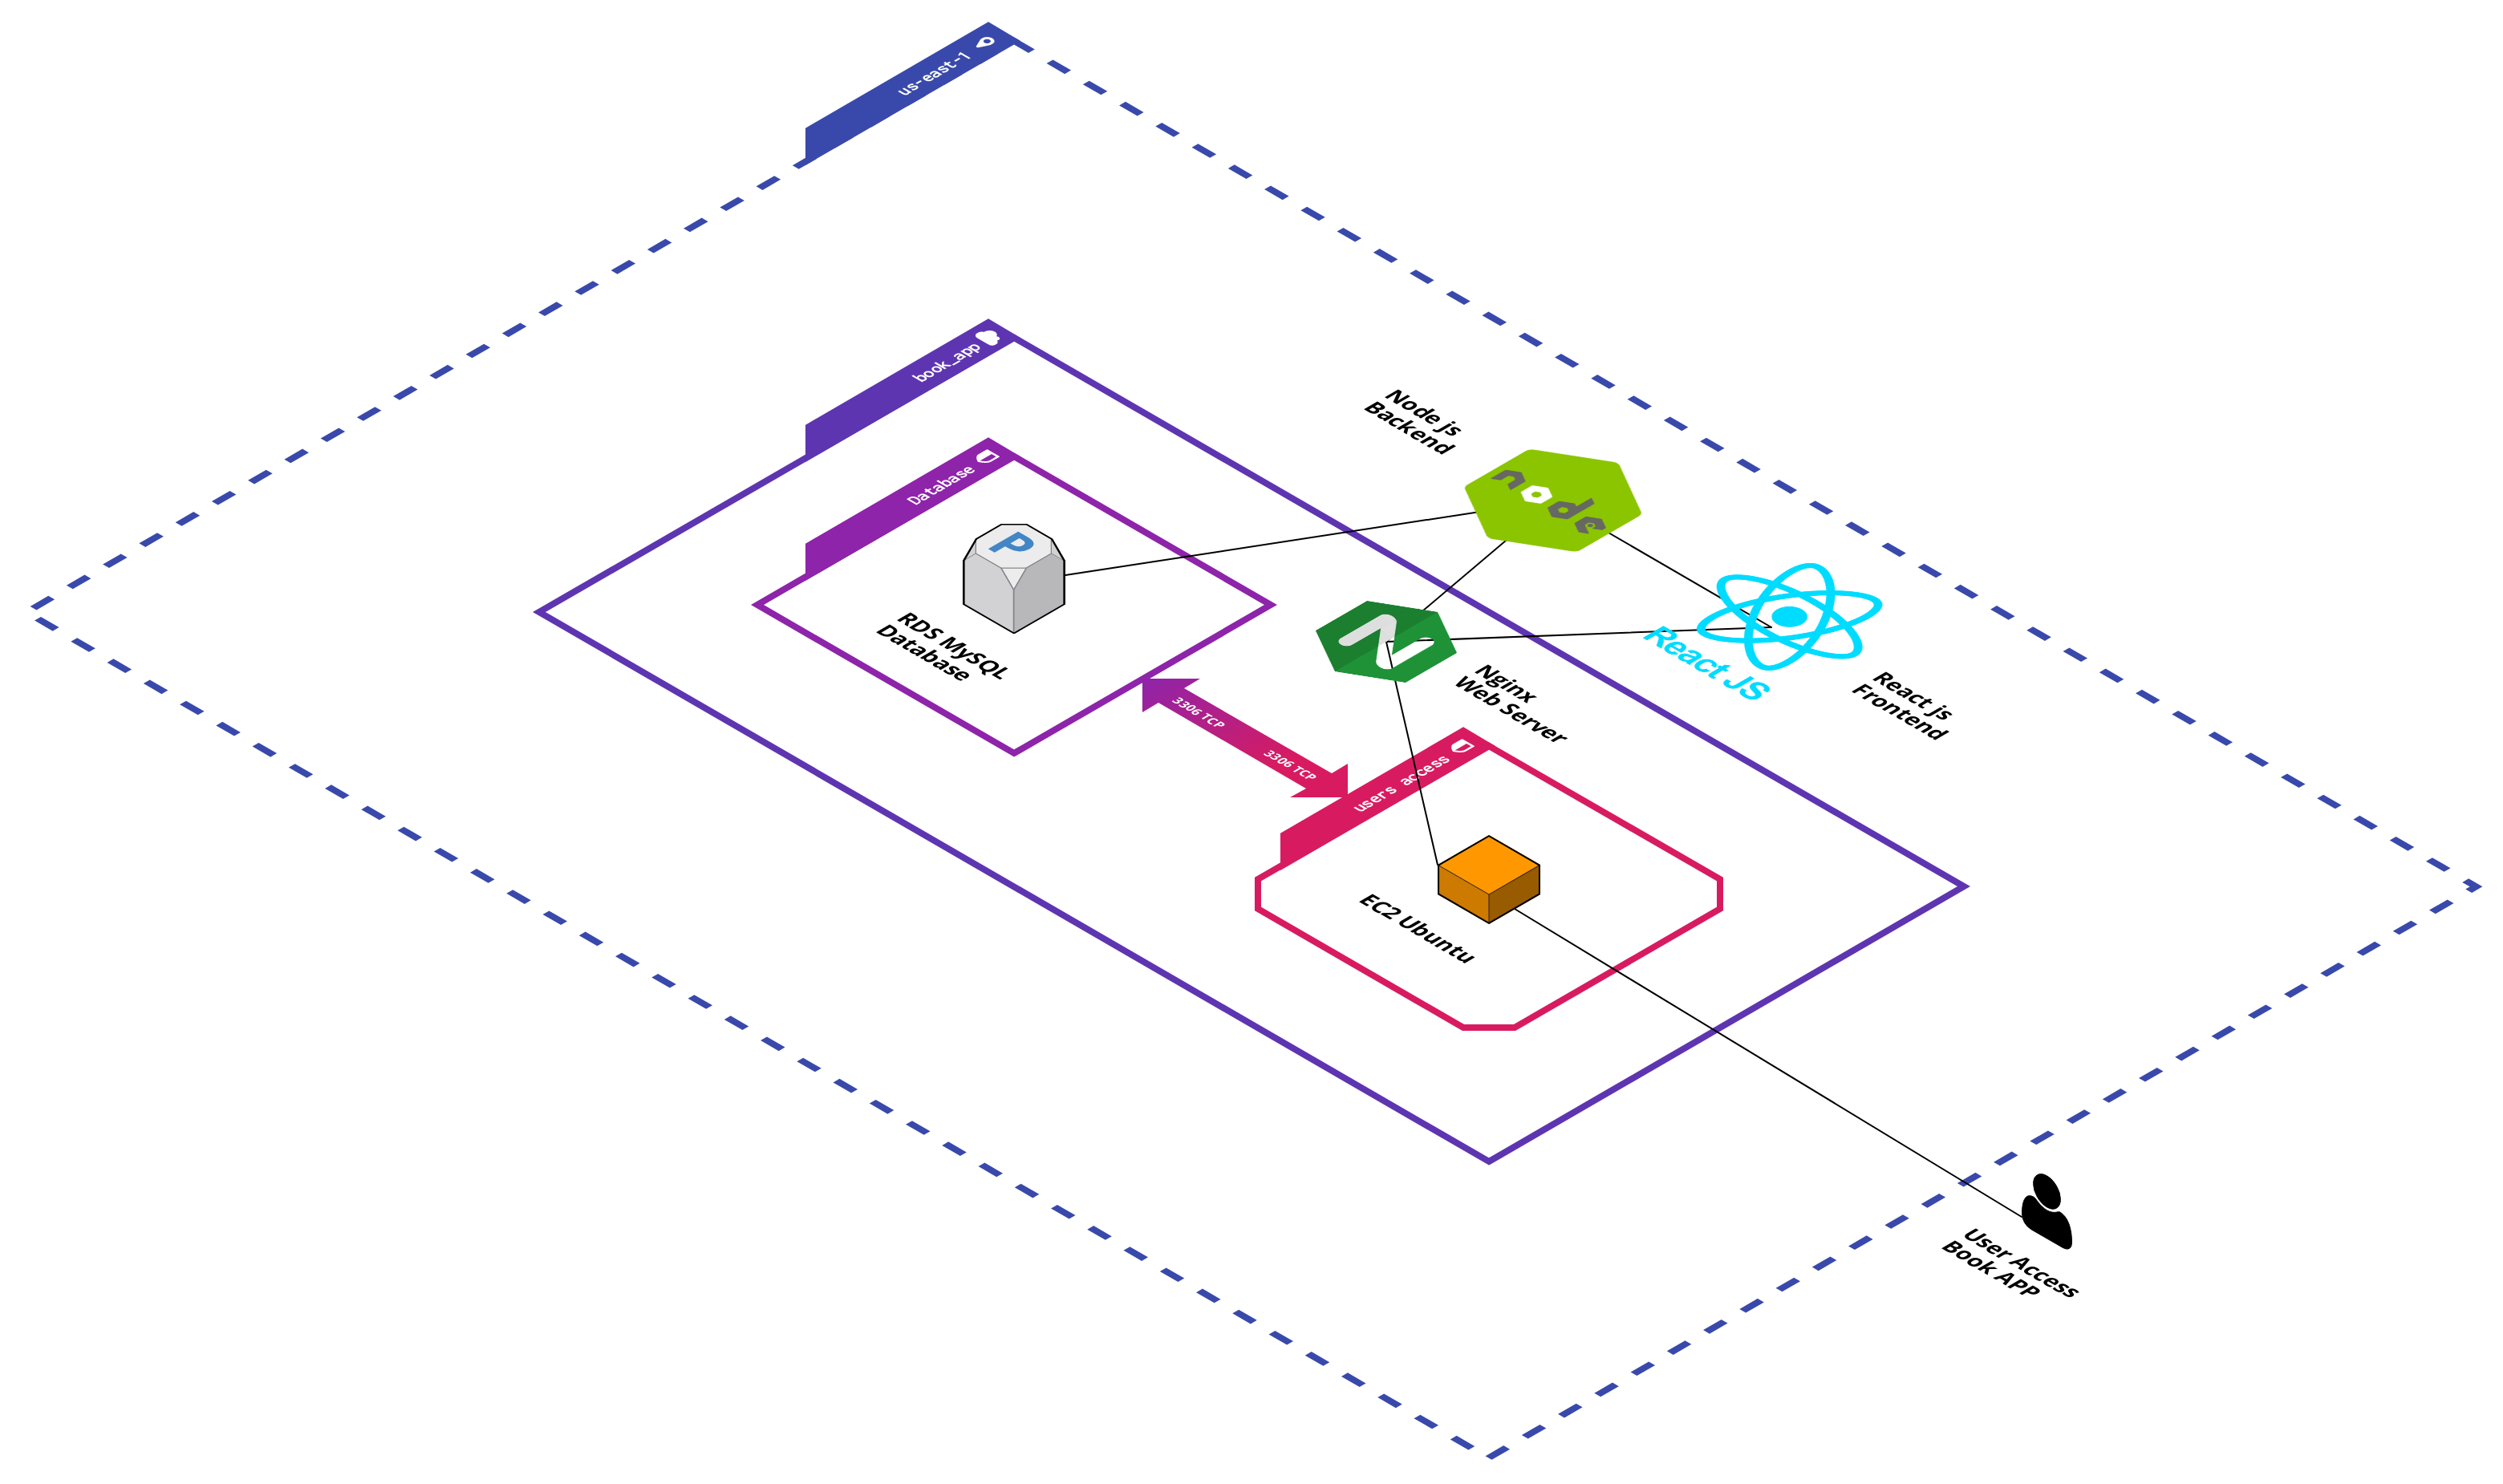 us-east-1
book_app
Database
Node js
Backend
node
RDS MySQL
Database
React JS
React js
Frontend
Nginx
Web Server
3306 TCP
3306 TCP
users access
EC2 Ubuntu
User Access
Book APP